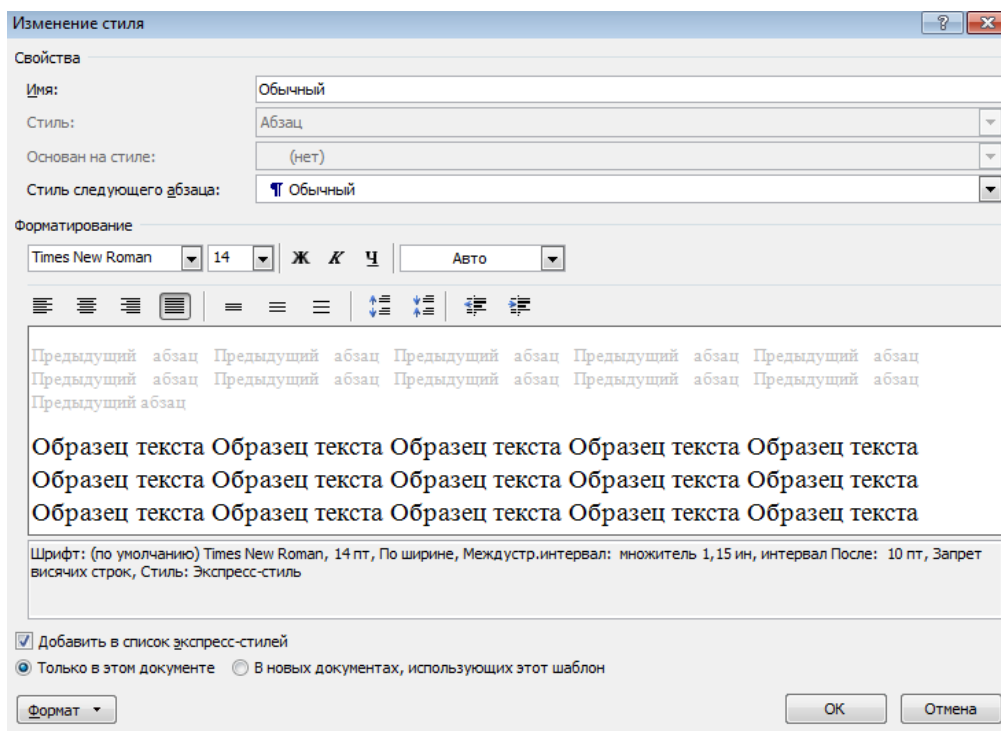 Изменение стиля
Свойства
Имя: Обычный
Стиль: Абзац
Основан на стиле: (нет)
Стиль следующего абзаца: ¶ Обычный
Форматирование
Times New Roman 14 Ж К Ч Авто
Предыдущий абзац Предыдущий абзац Предыдущий абзац Предыдущий абзац Предыдущий абзац
Предыдущий абзац Предыдущий абзац Предыдущий абзац Предыдущий абзац Предыдущий абзац
Предыдущий абзац
Образец текста Образец текста Образец текста Образец текста Образец текста
Образец текста Образец текста Образец текста Образец текста Образец текста
Образец текста Образец текста Образец текста Образец текста Образец текста
Шрифт: (по умолчанию) Times New Roman, 14 пт, По ширине, Междустр.интервал: множитель 1,15 ин, интервал После: 10 пт, Запрет
висячих строк, Стиль: Экспресс-стиль
Добавить в список экспресс-стилей
Только в этом документе В новых документах, использующих этот шаблон
Формат ОК Отмена